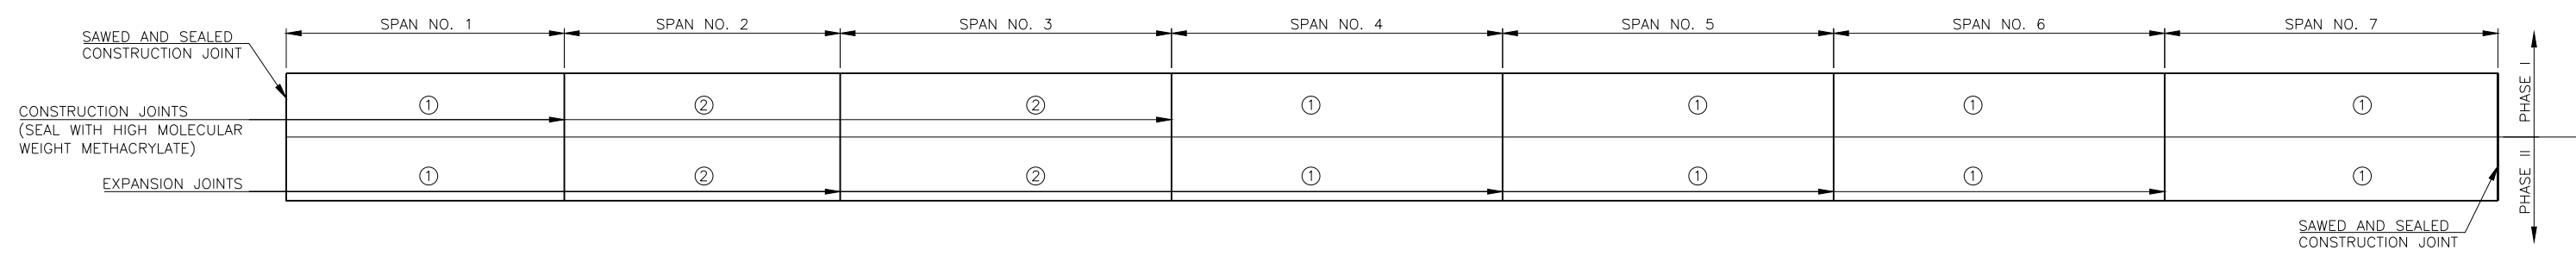 SPAN NO. 1
SPAN NO. 2
SPAN NO. 3
SPAN NO. 4
SPAN NO. 5
SPAN NO. 6
SPAN NO. 7
SAWED AND SEALED
CONSTRUCTION JOINT
CONSTRUCTION JOINTS
(SEAL WITH HIGH MOLECULAR
WEIGHT METHACRYLATE)
EXPANSION JOINTS
1
2
2
1
1
1
1
1
2
2
1
1
1
1
PHASE I
PHASE II
SAWED AND SEALED
CONSTRUCTION JOINT